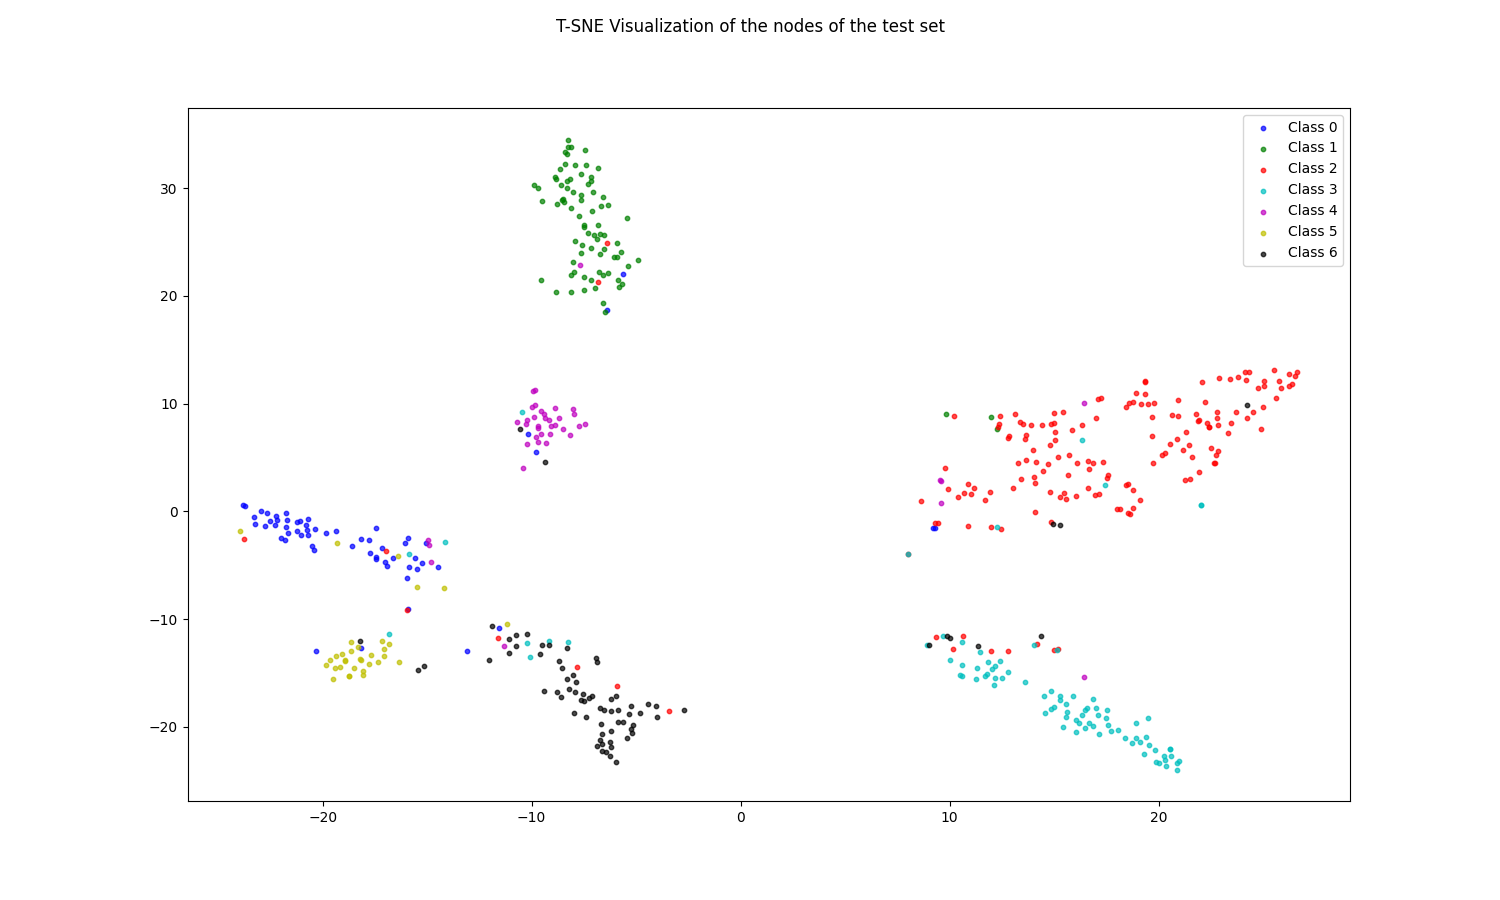 T-SNE Visualization of the nodes of the test set
Class 0
Class 1
Class 2
Class 3
Class 4
Class 5
Class 6
30
20
10
0
−10
−20
−20 −10 0 10 20